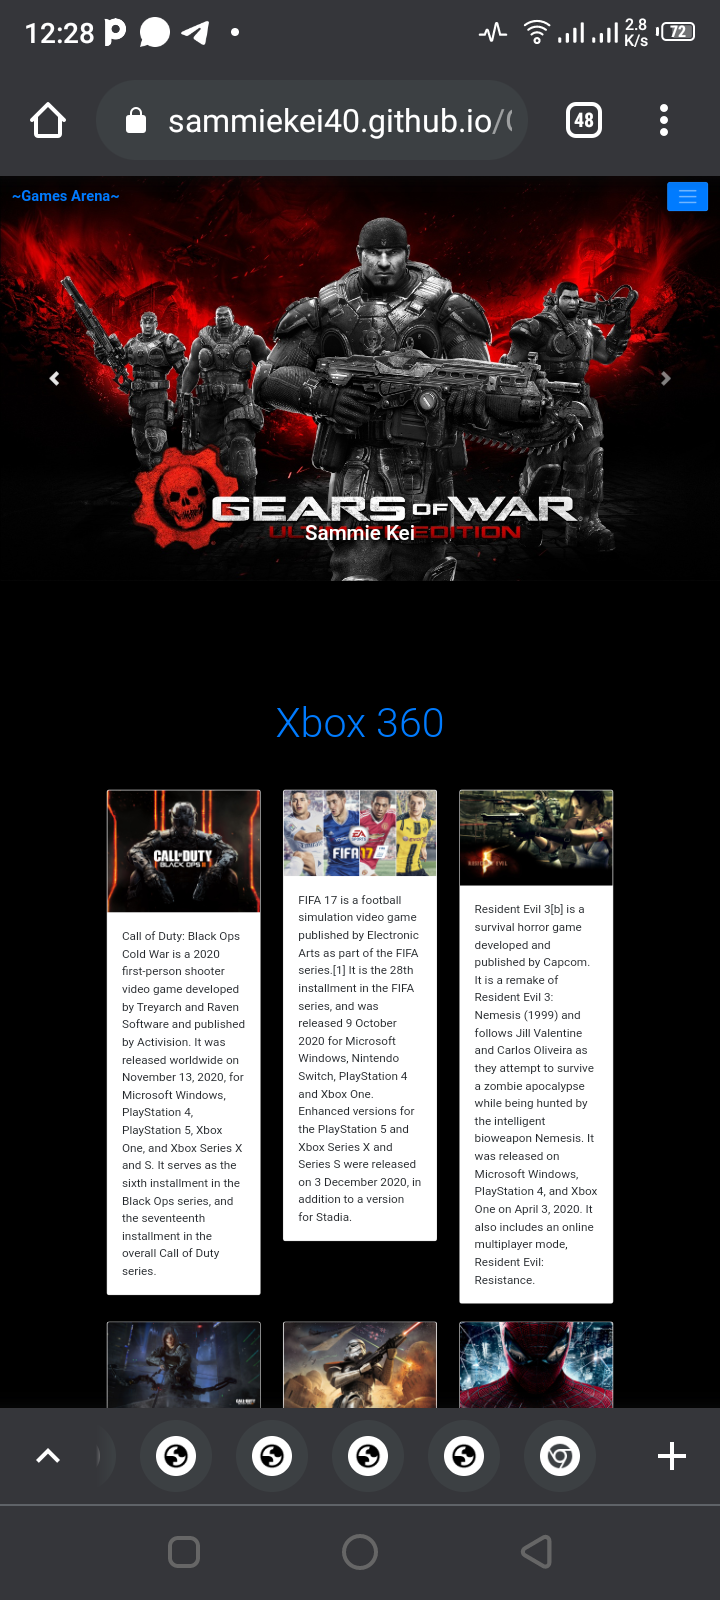 12:28
2.8
K/s
72
sammiekei40.github.io/
48
~Games Arena~
GEARS OF WAR
ULTIMATE EDITION
Sammie Kei
Xbox 360
CALL OF DUTY
BLACK OPS
Call of Duty: Black Ops
Cold War is a 2020
first-person shooter
video game developed
by Treyarch and Raven
Software and published
by Activision. It was
released worldwide on
November 13, 2020, for
Microsoft Windows,
PlayStation 4,
PlayStation 5, Xbox
One, and Xbox Series X
and S. It serves as the
sixth installment in the
Black Ops series, and
the seventeenth
installment in the
overall Call of Duty
series.
EA
SPORTS
FIFA 17
FIFA 17 is a football
simulation video game
published by Electronic
Arts as part of the FIFA
series.[1] It is the 28th
installment in the FIFA
series, and was
released 9 October
2020 for Microsoft
Windows, Nintendo
Switch, PlayStation 4
and Xbox One.
Enhanced versions for
the PlayStation 5 and
Xbox Series X and
Series S were released
on 3 December 2020, in
addition to a version
for Stadia.
RESIDENT EVIL
Resident Evil 3[b] is a
survival horror game
developed and
published by Capcom.
It is a remake of
Resident Evil 3:
Nemesis (1999) and
follows Jill Valentine
and Carlos Oliveira as
they attempt to survive
a zombie apocalypse
while being hunted by
the intelligent
bioweapon Nemesis. It
was released on
Microsoft Windows,
PlayStation 4, and Xbox
One on April 3, 2020. It
also includes an online
multiplayer mode,
Resident Evil:
Resistance.
CALL OF DUTY